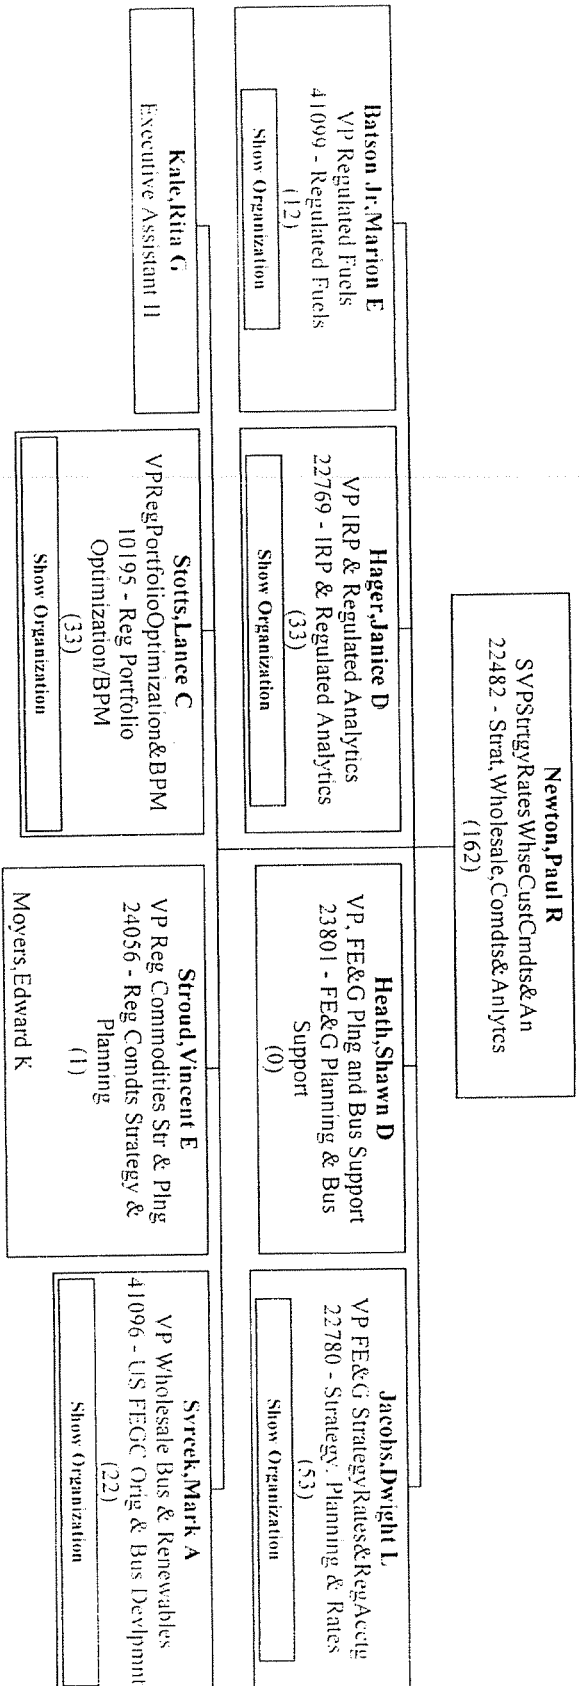 Newton,Paul R
SVPStrtgyRatesWhseCustCmdts&An
22482 - Strat,Wholesale,Comdts&Anlytcs
(162)
Batson Jr,Marion E
VP Regulated Fuels
41099 - Regulated Fuels
(12)
Show Organization
Hager,Janice D
VP IRP & Regulated Analytics
22769 - IRP & Regulated Analytics
(33)
Show Organization
Heath,Shawn D
VP, FE&G Plng and Bus Support
23801 - FE&G Planning & Bus
Support
(0)
Jacobs,Dwight L
VP FE&G StrategyRates&RegAcctg
22780 - Strategy, Planning & Rates
(53)
Show Organization
Kale,Rita G
Executive Assistant II
Stotts,Lance C
VPRegPortfolioOptimization&BPM
10195 - Reg Portfolio
Optimization/BPM
(33)
Show Organization
Stroud,Vincent E
VP Reg Commodities Str & Plng
24056 - Reg Comdts Strategy &
Planning
(1)
Moyers,Edward K
Svrcek,Mark A
VP Wholesale Bus & Renewables
41096 - US FEGC Orig & Bus Devlpmnt
(22)
Show Organization